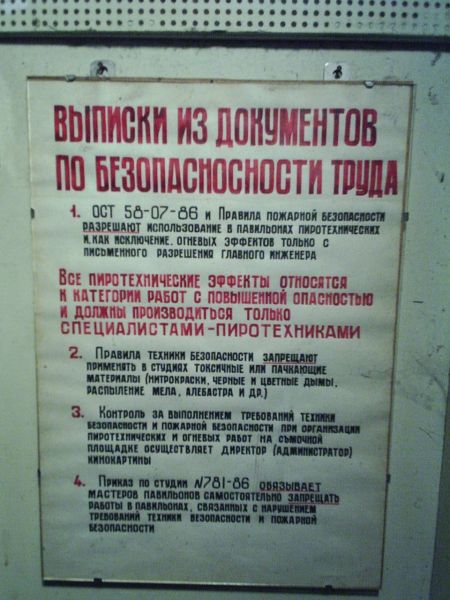 ВЫПИСКИ ИЗ ДОКУМЕНТОВ
ПО БЕЗОПАСНОСНОСТИ ТРУДА
1. ОСТ 58-07-86 и Правила пожарной безопасности
разрешают использование в павильонах пиротехнических
и, как исключение, огневых эффектов только с
письменного разрешения главного инженера
Все пиротехнические эффекты относятся
к категории работ с повышенной опасностью
и должны производиться только
специалистами-пиротехниками
2. Правила техники безопасности запрещают
применять в студиях токсичные или пачкающие
материалы (нитрокраски, черные и цветные дымы,
распыление мела, алебастра и др.)
3. Контроль за выполнением требований техники
безопасности и пожарной безопасности при организации
пиротехнических и огневых работ на съмочной
площадке осуществляет директор (администратор)
кинокартины
4. Приказ по студии №781-86 обязывает
мастеров павильонов самостоятельно запрещать
работы в павильонах, связанных с нарушением
требований техники безопасности и пожарной
безопасности